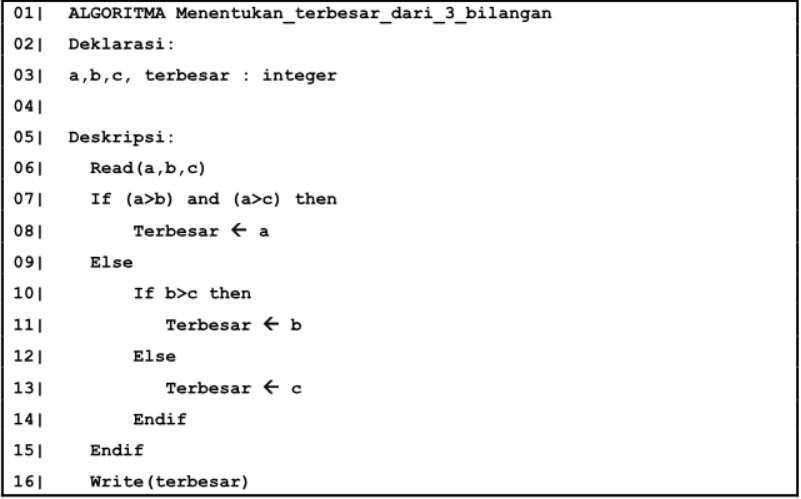 01|  ALGORITMA Menentukan_terbesar_dari_3_bilangan
02|  Deklarasi:
03|  a,b,c, terbesar : integer
04|
05|  Deskripsi:
06|    Read(a,b,c)
07|    If (a>b) and (a>c) then
08|        Terbesar ← a
09|    Else
10|        If b>c then
11|           Terbesar ← b
12|        Else
13|           Terbesar ← c
14|        Endif
15|    Endif
16|    Write(terbesar)